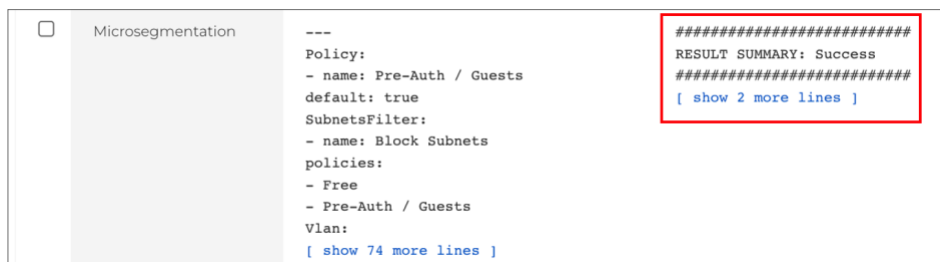 Microsegmentation
---
Policy:
- name: Pre-Auth / Guests
default: true
SubnetsFilter:
- name: Block Subnets
policies:
- Free
- Pre-Auth / Guests
Vlan:
[ show 74 more lines ]
###########################
RESULT SUMMARY: Success
###########################
[ show 2 more lines ]